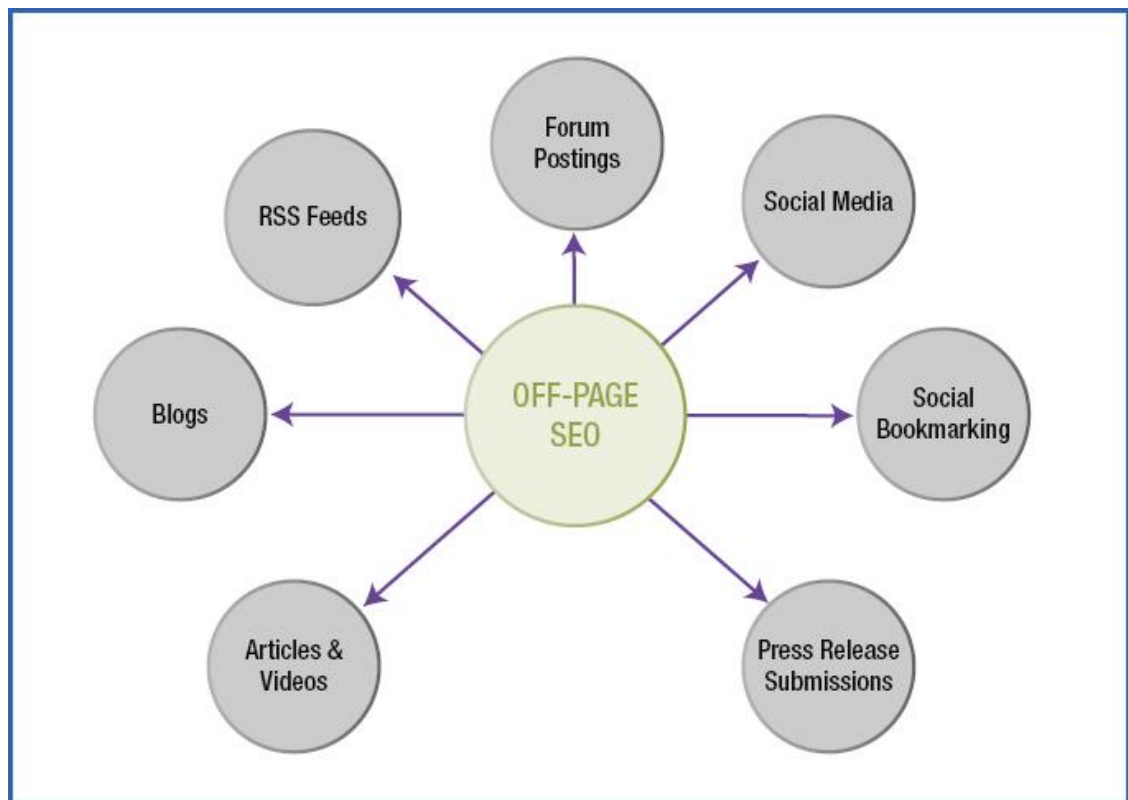 Forum
Postings
Social Media
RSS Feeds
OFF-PAGE
SEO
Social
Bookmarking
Blogs
Articles &
Videos
Press Release
Submissions